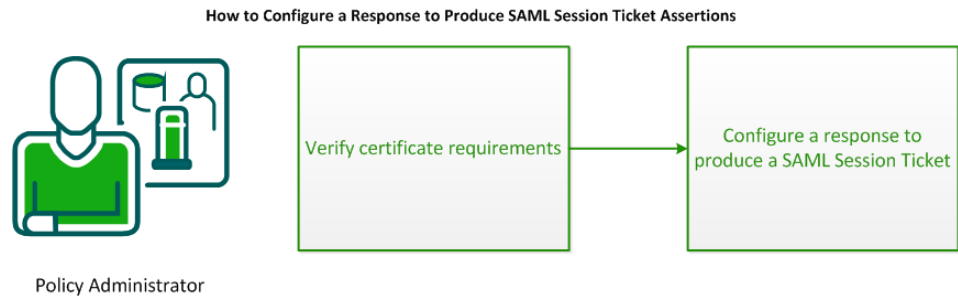 How to Configure a Response to Produce SAML Session Ticket Assertions
Verify certificate requirements
Configure a response to
produce a SAML Session Ticket
Policy Administrator